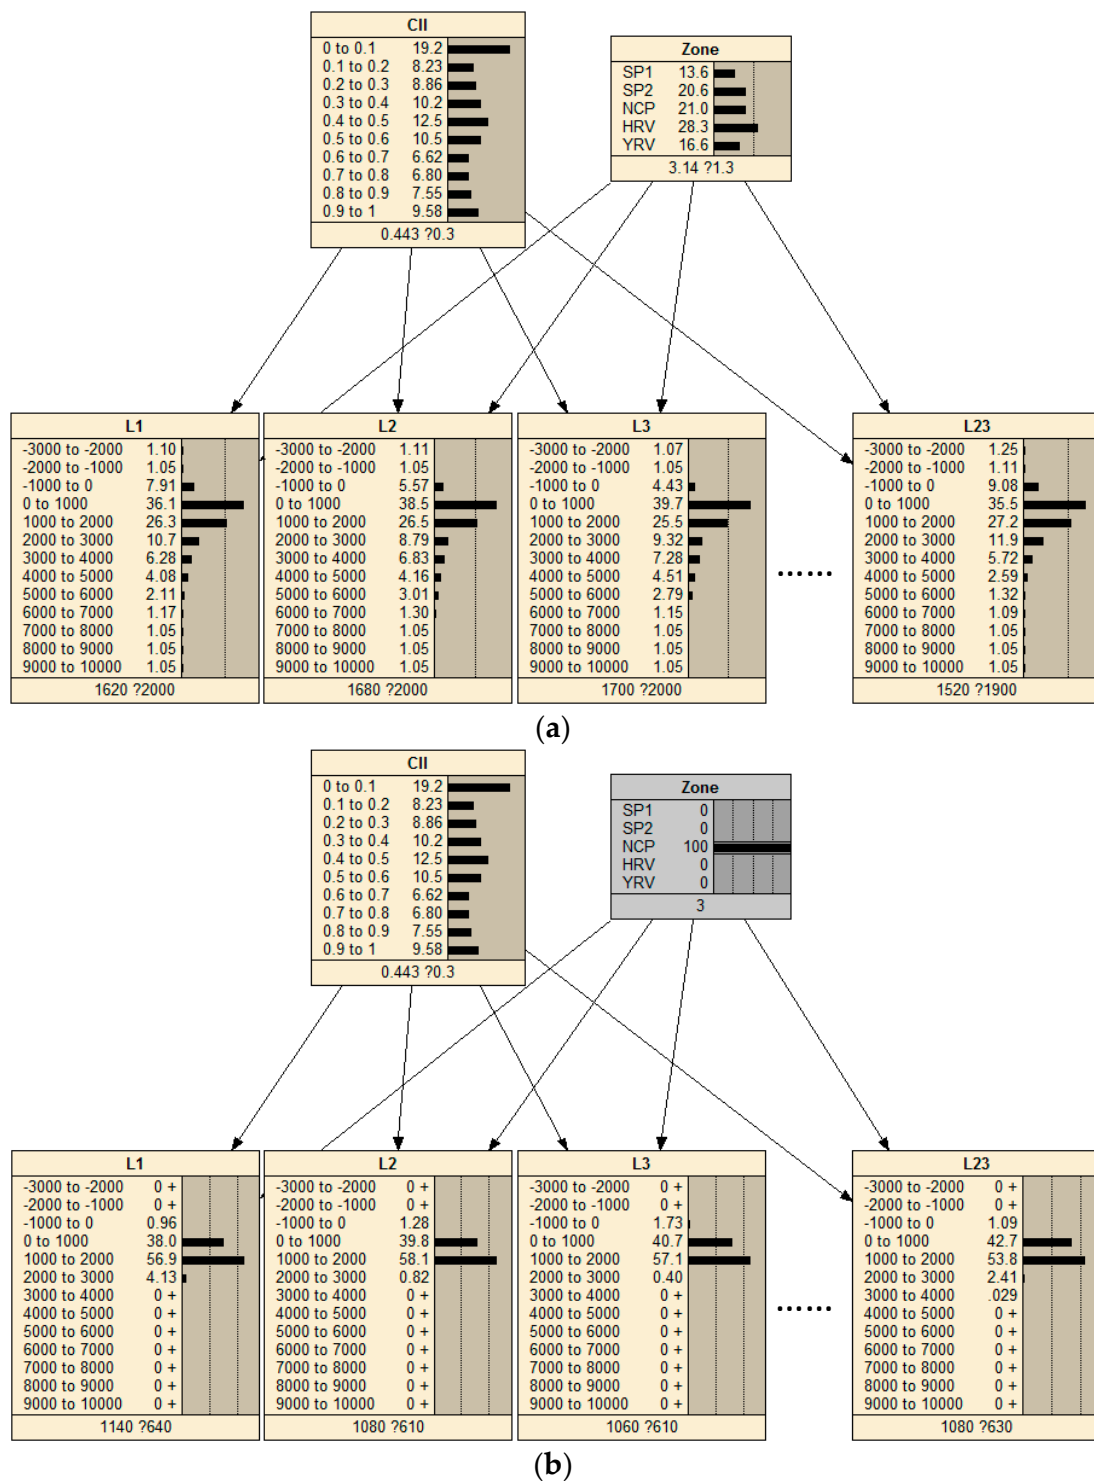 CII
0 to 0.1 19.2
0.1 to 0.2 8.23
0.2 to 0.3 8.86
0.3 to 0.4 10.2
0.4 to 0.5 12.5
0.5 to 0.6 10.5
0.6 to 0.7 6.62
0.7 to 0.8 6.80
0.8 to 0.9 7.55
0.9 to 1 9.58
0.443 ?0.3
Zone
SP1 13.6
SP2 20.6
NCP 21.0
HRV 28.3
YRV 16.6
3.14 ?1.3
L1
-3000 to -2000 1.10
-2000 to -1000 1.05
-1000 to 0 7.91
0 to 1000 36.1
1000 to 2000 26.3
2000 to 3000 10.7
3000 to 4000 6.28
4000 to 5000 4.08
5000 to 6000 2.11
6000 to 7000 1.17
7000 to 8000 1.05
8000 to 9000 1.05
9000 to 10000 1.05
1620 ?2000
L2
-3000 to -2000 1.11
-2000 to -1000 1.05
-1000 to 0 5.57
0 to 1000 38.5
1000 to 2000 26.5
2000 to 3000 8.79
3000 to 4000 6.83
4000 to 5000 4.16
5000 to 6000 3.01
6000 to 7000 1.30
7000 to 8000 1.05
8000 to 9000 1.05
9000 to 10000 1.05
1680 ?2000
L3
-3000 to -2000 1.07
-2000 to -1000 1.05
-1000 to 0 4.43
0 to 1000 39.7
1000 to 2000 25.5
2000 to 3000 9.32
3000 to 4000 7.28
4000 to 5000 4.51
5000 to 6000 2.79
6000 to 7000 1.15
7000 to 8000 1.05
8000 to 9000 1.05
9000 to 10000 1.05
1700 ?2000
......
L23
-3000 to -2000 1.25
-2000 to -1000 1.11
-1000 to 0 9.08
0 to 1000 35.5
1000 to 2000 27.2
2000 to 3000 11.9
3000 to 4000 5.72
4000 to 5000 2.59
5000 to 6000 1.32
6000 to 7000 1.09
7000 to 8000 1.05
8000 to 9000 1.05
9000 to 10000 1.05
1520 ?1900
(a)
CII
0 to 0.1 19.2
0.1 to 0.2 8.23
0.2 to 0.3 8.86
0.3 to 0.4 10.2
0.4 to 0.5 12.5
0.5 to 0.6 10.5
0.6 to 0.7 6.62
0.7 to 0.8 6.80
0.8 to 0.9 7.55
0.9 to 1 9.58
0.443 ?0.3
Zone
SP1 0
SP2 0
NCP 100
HRV 0
YRV 0
3
L1
-3000 to -2000 0 +
-2000 to -1000 0 +
-1000 to 0 0.96
0 to 1000 38.0
1000 to 2000 56.9
2000 to 3000 4.13
3000 to 4000 0 +
4000 to 5000 0 +
5000 to 6000 0 +
6000 to 7000 0 +
7000 to 8000 0 +
8000 to 9000 0 +
9000 to 10000 0 +
1140 ?640
L2
-3000 to -2000 0 +
-2000 to -1000 0 +
-1000 to 0 1.28
0 to 1000 39.8
1000 to 2000 58.1
2000 to 3000 0.82
3000 to 4000 0 +
4000 to 5000 0 +
5000 to 6000 0 +
6000 to 7000 0 +
7000 to 8000 0 +
8000 to 9000 0 +
9000 to 10000 0 +
1080 ?610
L3
-3000 to -2000 0 +
-2000 to -1000 0 +
-1000 to 0 1.73
0 to 1000 40.7
1000 to 2000 57.1
2000 to 3000 0.40
3000 to 4000 0 +
4000 to 5000 0 +
5000 to 6000 0 +
6000 to 7000 0 +
7000 to 8000 0 +
8000 to 9000 0 +
9000 to 10000 0 +
1060 ?610
......
L23
-3000 to -2000 0 +
-2000 to -1000 0 +
-1000 to 0 1.09
0 to 1000 42.7
1000 to 2000 53.8
2000 to 3000 2.41
3000 to 4000 .029
4000 to 5000 0 +
5000 to 6000 0 +
6000 to 7000 0 +
7000 to 8000 0 +
8000 to 9000 0 +
9000 to 10000 0 +
1080 ?630
(b)